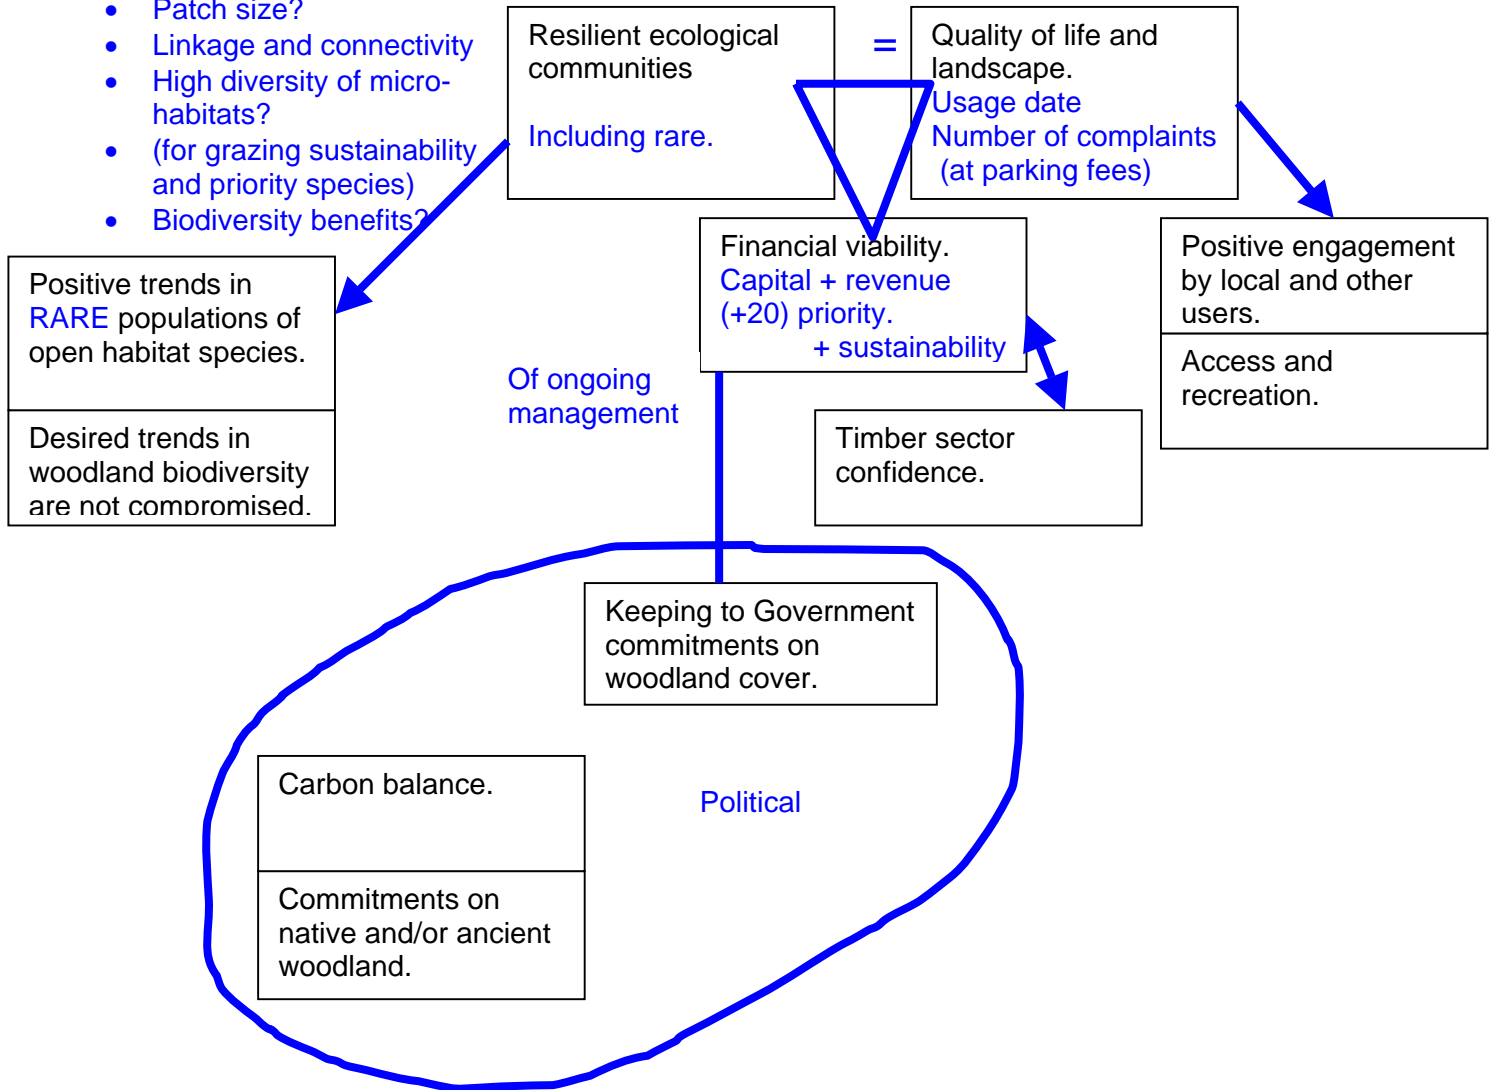 • Patch size?
• Linkage and connectivity
• High diversity of micro-
habitats?
• (for grazing sustainability
and priority species)
• Biodiversity benefits?
Resilient ecological
communities
Including rare.
=
Quality of life and
landscape.
Usage date
Number of complaints
(at parking fees)
Positive trends in
RARE populations of
open habitat species.
Desired trends in
woodland biodiversity
are not compromised.
Financial viability.
Capital + revenue
(+20) priority.
+ sustainability
Of ongoing
management
Timber sector
confidence.
Positive engagement
by local and other
users.
Access and
recreation.
Keeping to Government
commitments on
woodland cover.
Carbon balance.
Political
Commitments on
native and/or ancient
woodland.